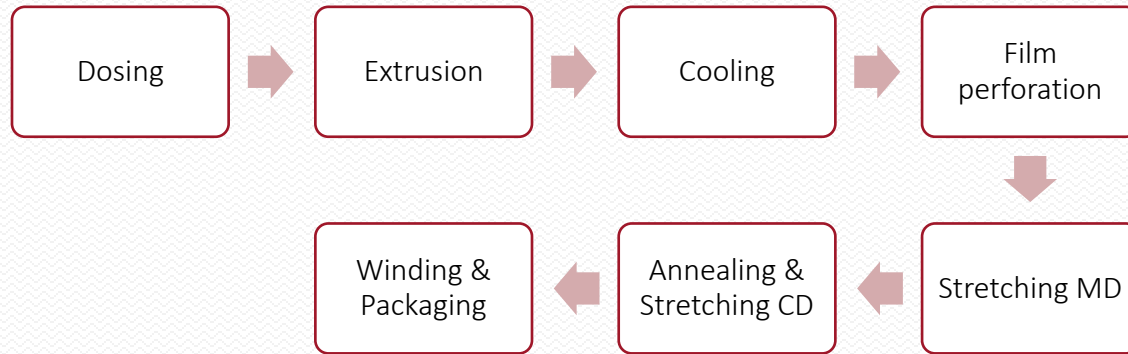 Dosing
Extrusion
Cooling
Film
perforation
Stretching MD
Annealing &
Stretching CD
Winding &
Packaging